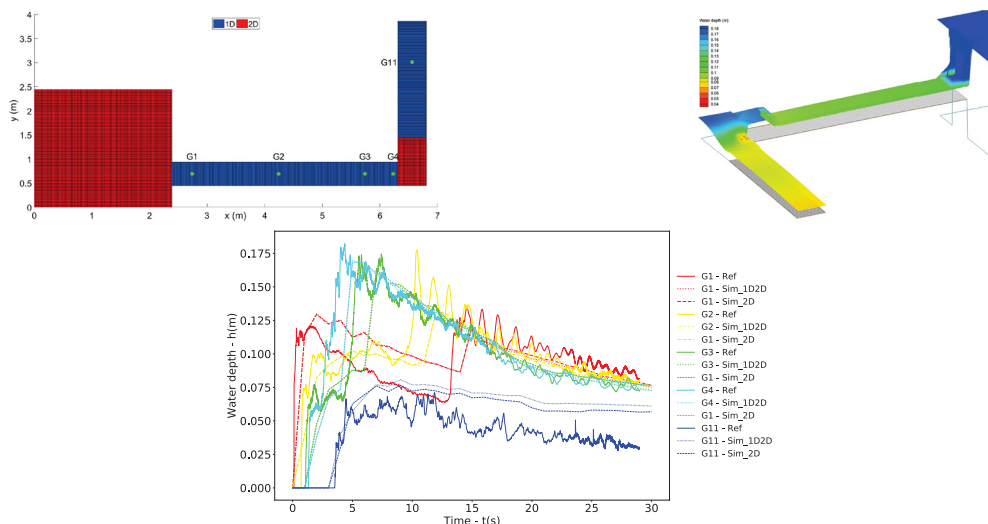 4
3.5
3
2.5
2
1.5
1
0.5
0
y (m)
1D 2D
G11
G1 G2 G3 G4
0 1 2 3 4 5 6 7
x (m)
Water depth (m)
0.18
0.17
0.16
0.15
0.14
0.13
0.12
0.11
0.1
0.09
0.08
0.07
0.06
0.05
0.04
0.175
0.150
0.125
0.100
0.075
0.050
0.025
0.000
Water depth - h(m)
0 5 10 15 20 25 30
Time - t(s)
G1 - Ref
G1 - Sim_1D2D
G1 - Sim_2D
G2 - Ref
G2 - Sim_1D2D
G1 - Sim_2D
G3 - Ref
G3 - Sim_1D2D
G1 - Sim_2D
G4 - Ref
G4 - Sim_1D2D
G1 - Sim_2D
G11 - Ref
G11 - Sim_1D2D
G11 - Sim_2D